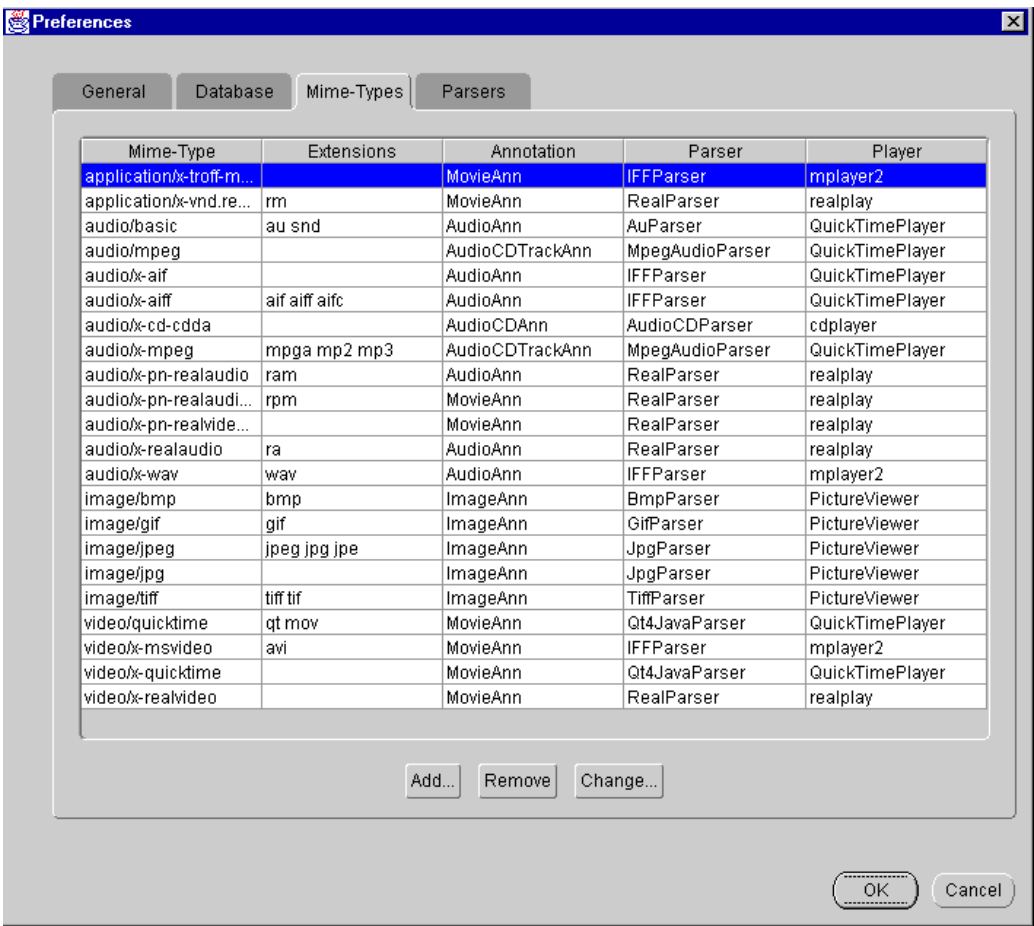 Preferences
General Database Mime-Types Parsers
Mime-Type Extensions Annotation Parser Player
application/x-troff-m... MovieAnn IFFParser mplayer2
application/x-vnd.re... rm MovieAnn RealParser realplay
audio/basic au snd AudioAnn AuParser QuickTimePlayer
audio/mpeg AudioCDTrackAnn MpegAudioParser QuickTimePlayer
audio/x-aif AudioAnn IFFParser QuickTimePlayer
audio/x-aiff aif aiff aifc AudioAnn IFFParser QuickTimePlayer
audio/x-cd-cdda AudioCDAnn AudioCDParser cdplayer
audio/x-mpeg mpga mp2 mp3 AudioCDTrackAnn MpegAudioParser QuickTimePlayer
audio/x-pn-realaudio ram AudioAnn RealParser realplay
audio/x-pn-realaudi... rpm MovieAnn RealParser realplay
audio/x-pn-realvide... MovieAnn RealParser realplay
audio/x-realaudio ra AudioAnn RealParser realplay
audio/x-wav wav AudioAnn IFFParser mplayer2
image/bmp bmp ImageAnn BmpParser PictureViewer
image/gif gif ImageAnn GifParser PictureViewer
image/jpeg jpeg jpg jpe ImageAnn JpgParser PictureViewer
image/jpg ImageAnn JpgParser PictureViewer
image/tiff tiff tif ImageAnn TiffParser PictureViewer
video/quicktime qt mov MovieAnn Qt4JavaParser QuickTimePlayer
video/x-msvideo avi MovieAnn IFFParser mplayer2
video/x-quicktime MovieAnn Qt4JavaParser QuickTimePlayer
video/x-realvideo MovieAnn RealParser realplay
Add... Remove Change...
OK Cancel